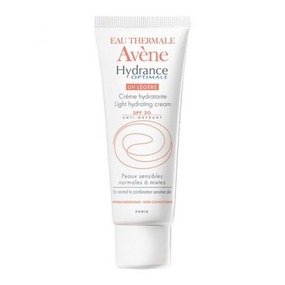 EAU THERMALE
Avène
Hydrance
OPTIMALE
UV LÉGÈRE
Crème hydratante
Light hydrating cream
SPF 20
ANTI-OXYDANT
Peaux sensibles
normales à mixtes
For normal to combination sensitive skin
PARIS